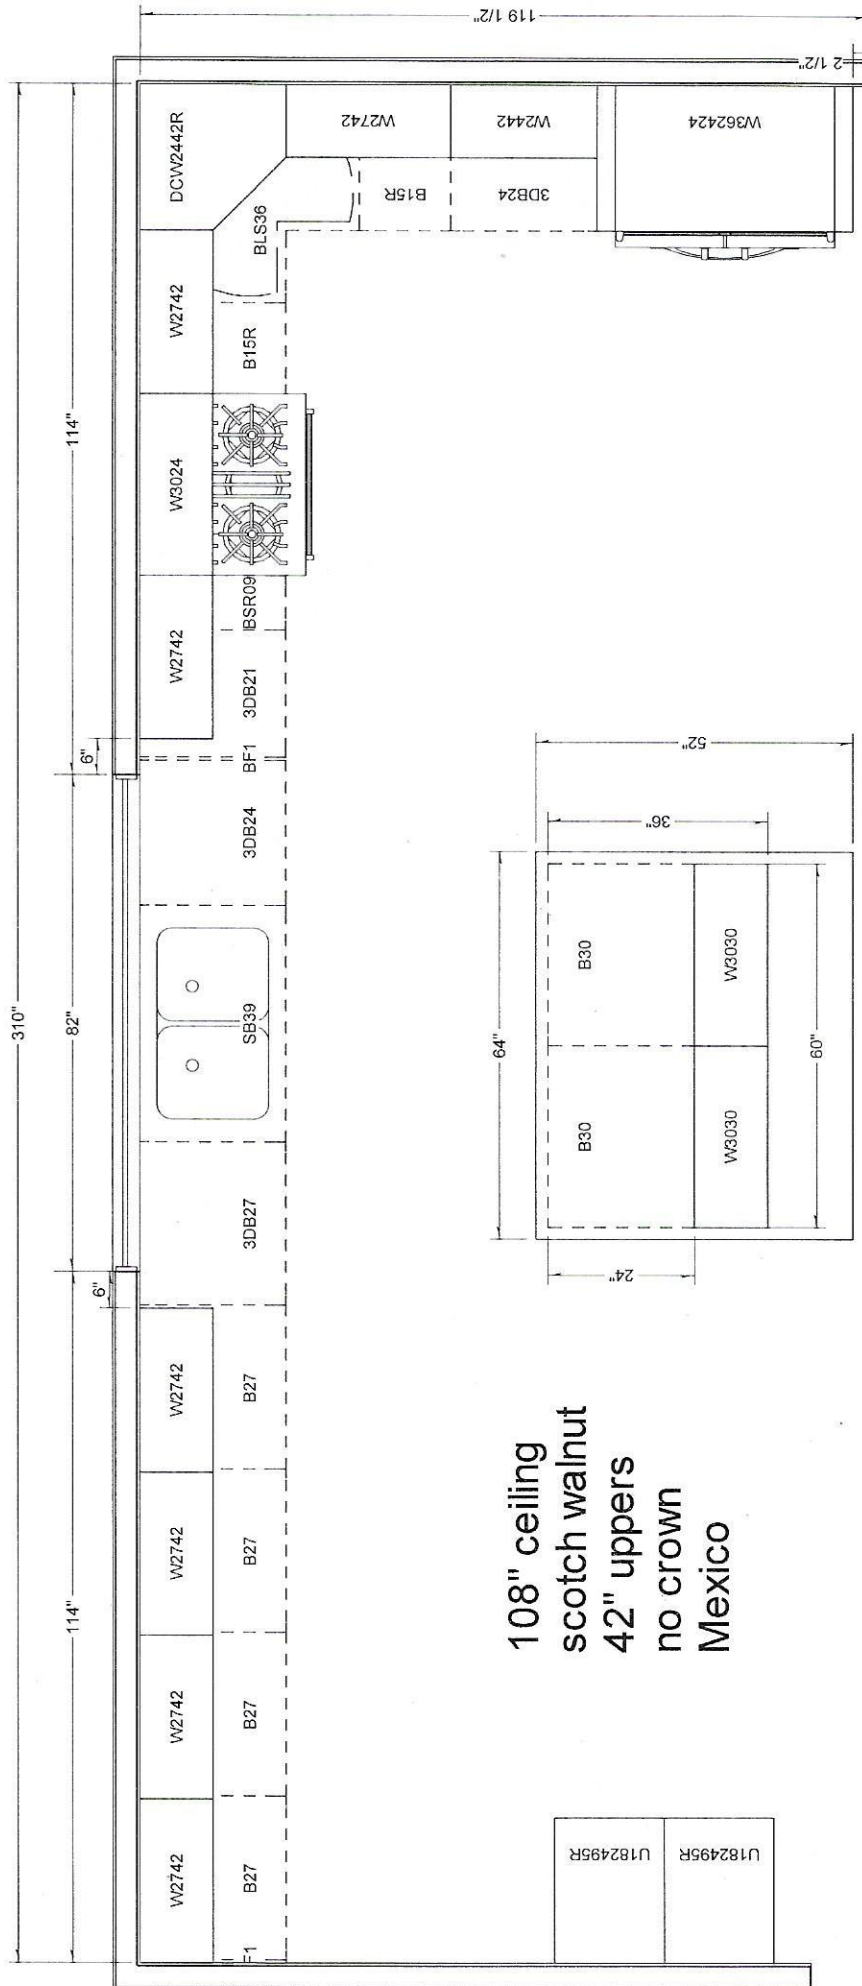 310"
114"
82"
114"
6"
6"
119 1/2"
2 1/2"
W2742
W2742
W2742
W2742
W2742
W3024
W2742
DCW2442R
F1
B27
B27
B27
B27
3DB27
SB39
3DB24
BF1
3DB21
BSR09
B15R
BLS36
W2742
B15R
W2442
3DB24
W362424
64"
52"
36"
24"
B30
B30
W3030
W3030
60"
U182495R
U182495R
108" ceiling
scotch walnut
42" uppers
no crown
Mexico